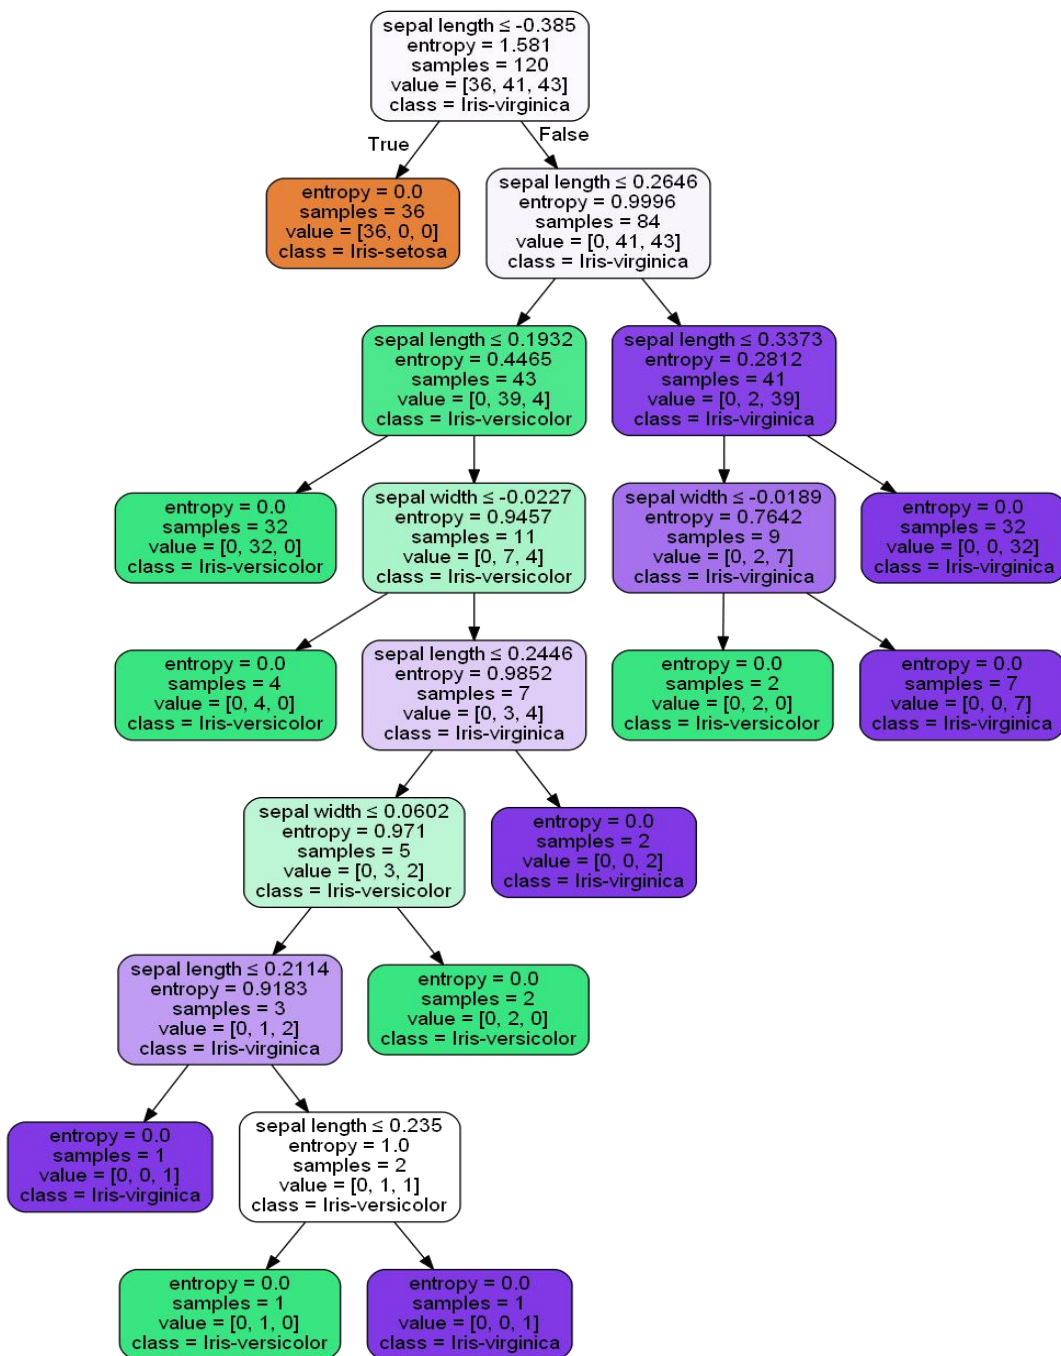 sepal length ≤ -0.385
entropy = 1.581
samples = 120
value = [36, 41, 43]
class = Iris-virginica
True
False
entropy = 0.0
samples = 36
value = [36, 0, 0]
class = Iris-setosa
sepal length ≤ 0.2646
entropy = 0.9996
samples = 84
value = [0, 41, 43]
class = Iris-virginica
sepal length ≤ 0.1932
entropy = 0.4465
samples = 43
value = [0, 39, 4]
class = Iris-versicolor
sepal length ≤ 0.3373
entropy = 0.2812
samples = 41
value = [0, 2, 39]
class = Iris-virginica
entropy = 0.0
samples = 32
value = [0, 32, 0]
class = Iris-versicolor
sepal width ≤ -0.0227
entropy = 0.9457
samples = 11
value = [0, 7, 4]
class = Iris-versicolor
sepal width ≤ -0.0189
entropy = 0.7642
samples = 9
value = [0, 2, 7]
class = Iris-virginica
entropy = 0.0
samples = 32
value = [0, 0, 32]
class = Iris-virginica
entropy = 0.0
samples = 4
value = [0, 4, 0]
class = Iris-versicolor
sepal length ≤ 0.2446
entropy = 0.9852
samples = 7
value = [0, 3, 4]
class = Iris-virginica
entropy = 0.0
samples = 2
value = [0, 2, 0]
class = Iris-versicolor
entropy = 0.0
samples = 7
value = [0, 0, 7]
class = Iris-virginica
sepal width ≤ 0.0602
entropy = 0.971
samples = 5
value = [0, 3, 2]
class = Iris-versicolor
entropy = 0.0
samples = 2
value = [0, 0, 2]
class = Iris-virginica
sepal length ≤ 0.2114
entropy = 0.9183
samples = 3
value = [0, 1, 2]
class = Iris-virginica
entropy = 0.0
samples = 2
value = [0, 2, 0]
class = Iris-versicolor
entropy = 0.0
samples = 1
value = [0, 0, 1]
class = Iris-virginica
sepal length ≤ 0.235
entropy = 1.0
samples = 2
value = [0, 1, 1]
class = Iris-versicolor
entropy = 0.0
samples = 1
value = [0, 1, 0]
class = Iris-versicolor
entropy = 0.0
samples = 1
value = [0, 0, 1]
class = Iris-virginica